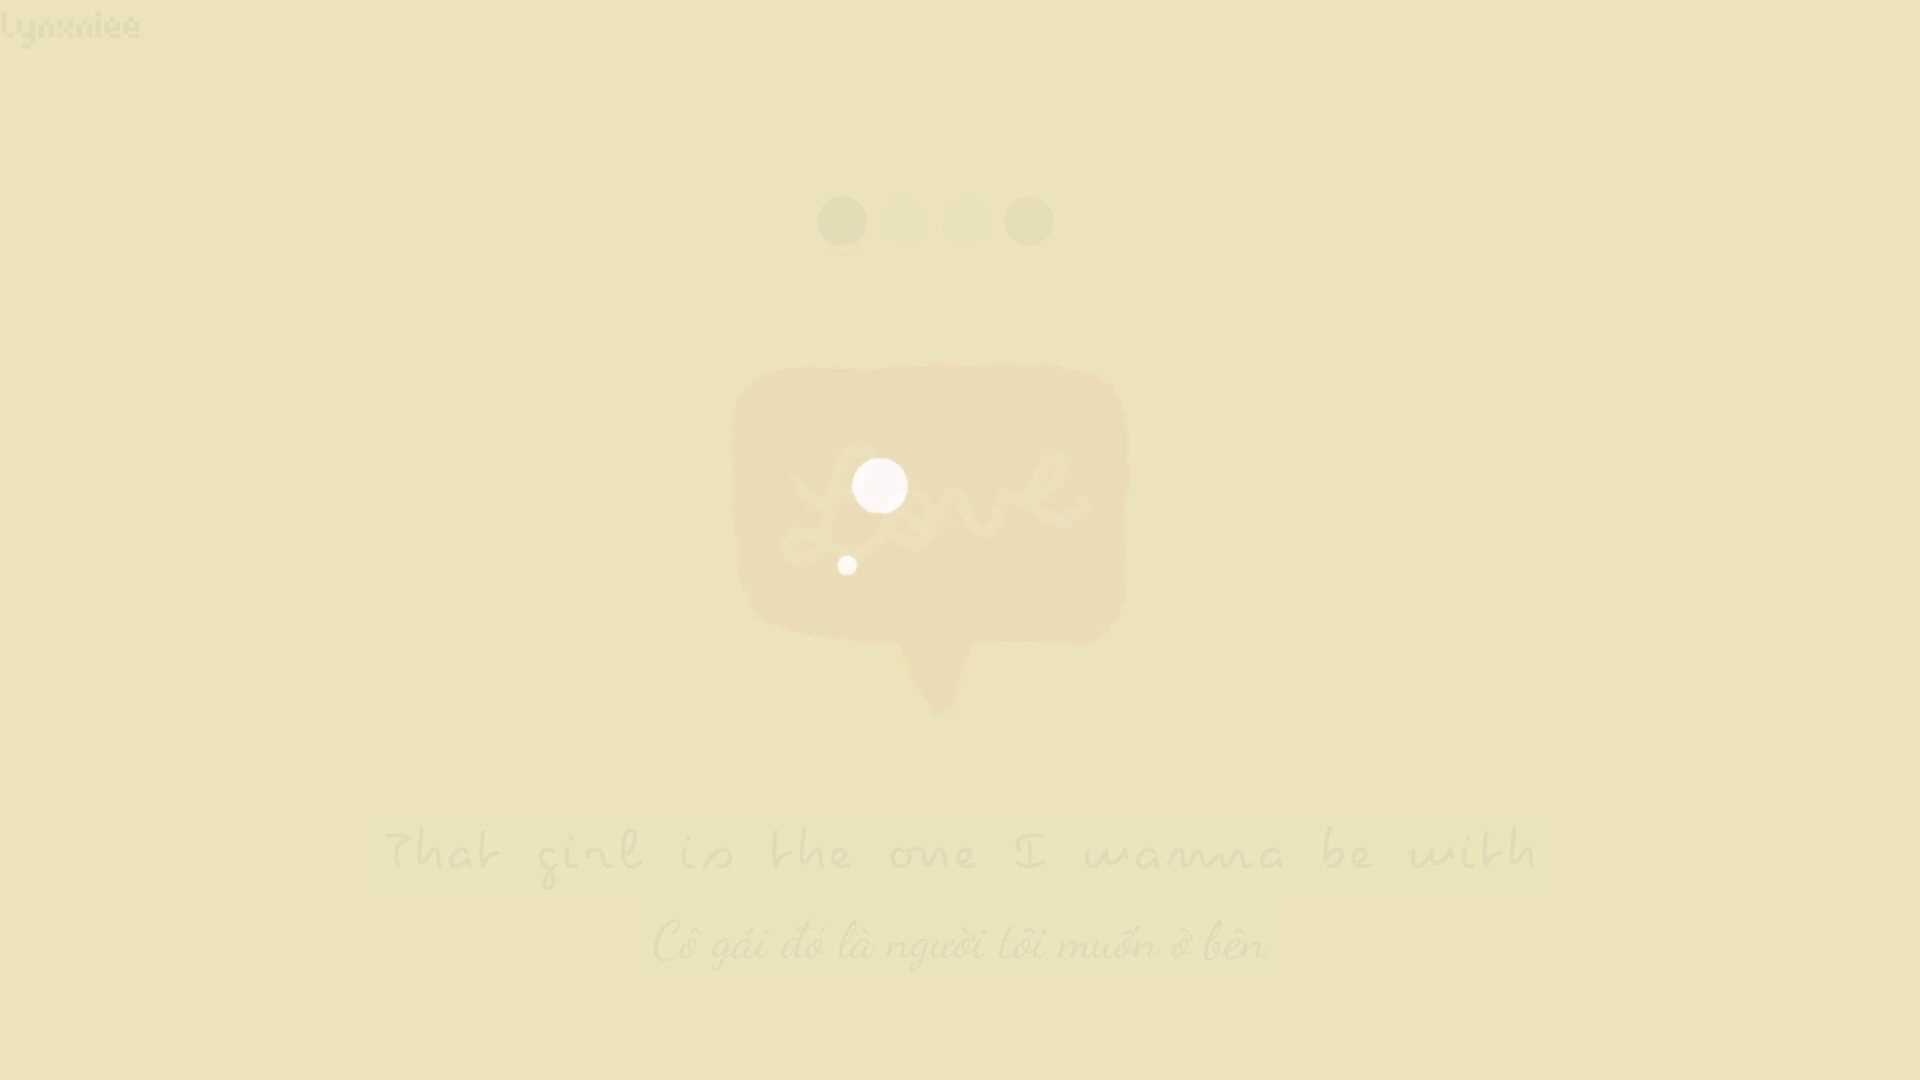 Lynxniee
Love
That girl is the one I wanna be with
Cô gái đó là người tôi muốn ở bên